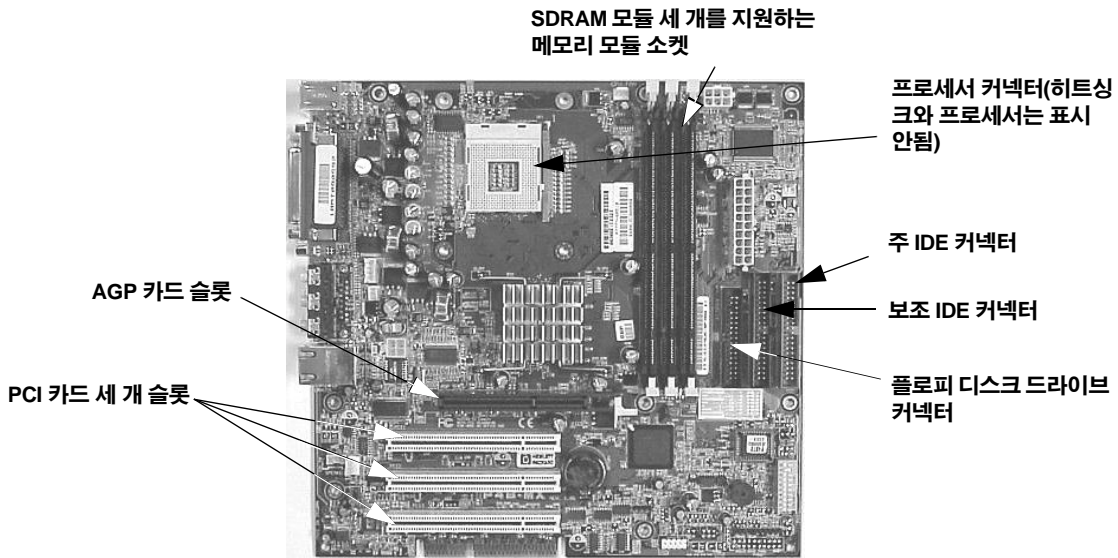 SDRAM 모듈 세 개를 지원하는
메모리 모듈 소켓
프로세서 커넥터(히트싱
크와 프로세서는 표시
안됨)
주 IDE 커넥터
AGP 카드 슬롯
보조 IDE 커넥터
플로피 디스크 드라이브
커넥터
PCI 카드 세 개 슬롯
HEWLETT
PACKARD